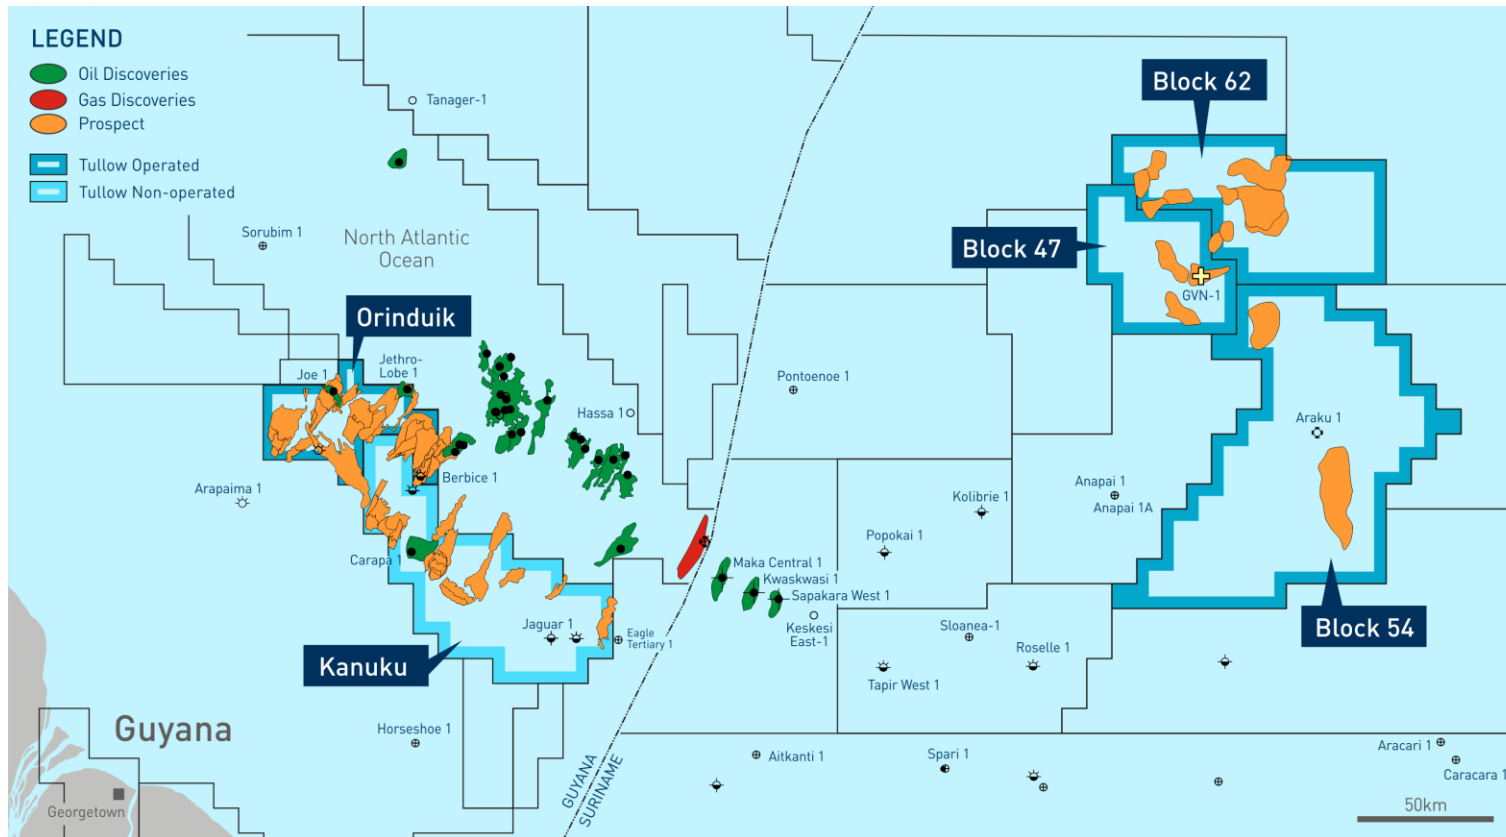 LEGEND
Oil Discoveries
Gas Discoveries
Prospect
Tullow Operated
Tullow Non-operated
Tanager-1
Block 62
Sorubim 1
North Atlantic
Ocean
Block 47
GVN-1
Orinduik
Joe 1
Jethro-
Lobe 1
Hassa 1
Pontoenoe 1
Araku 1
Arapaima 1
Berbice 1
Kolibrie 1
Anapai 1
Anapai 1A
Popokai 1
Carapa 1
Maka Central 1
Kwaskwasi 1
Sapakara West 1
Keskesi
East-1
Sloanea-1
Roselle 1
Tapir West 1
Block 54
Jaguar 1
Eagle
Tertiary 1
Kanuku
Horseshoe 1
Guyana
Georgetown
GUYANA
SURINAME
Aitkanti 1
Spari 1
Aracari 1
Caracara 1
50km